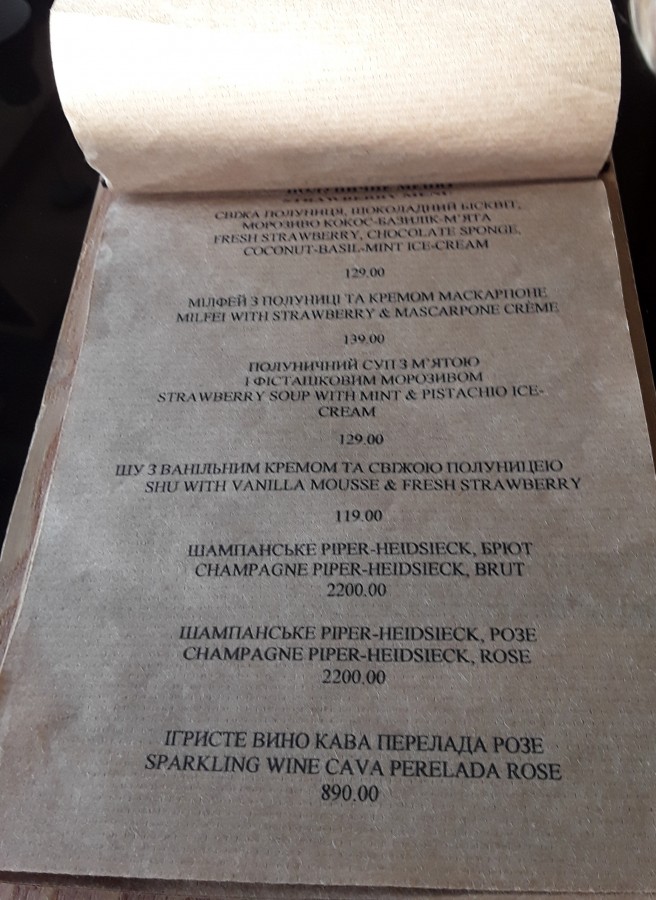 ПОЛУНИЧНЕ МЕНЮ
STRAWBERRY MENU
СВІЖА ПОЛУНИЦЯ, ШОКОЛАДНИЙ БІСКВІТ,
МОРОЗИВО КОКОС-БАЗИЛІК-М'ЯТА
FRESH STRAWBERRY, CHOCOLATE SPONGE,
COCONUT-BASIL-MINT ICE-CREAM
129.00
МІЛФЕЙ З ПОЛУНИЦІ ТА КРЕМОМ МАСКАРПОНЕ
MILFEI WITH STRAWBERRY & MASCARPONE CRÈME
139.00
ПОЛУНИЧНИЙ СУП З М'ЯТОЮ
І ФІСТАШКОВИМ МОРОЗИВОМ
STRAWBERRY SOUP WITH MINT & PISTACHIO ICE-
CREAM
129.00
ШУ З ВАНІЛЬНИМ КРЕМОМ ТА СВІЖОЮ ПОЛУНИЦЕЮ
SHU WITH VANILLA MOUSSE & FRESH STRAWBERRY
119.00
ШАМПАНСЬКЕ PIPER-HEIDSIECK, БРЮТ
CHAMPAGNE PIPER-HEIDSIECK, BRUT
2200.00
ШАМПАНСЬКЕ PIPER-HEIDSIECK, РОЗЕ
CHAMPAGNE PIPER-HEIDSIECK, ROSE
2200.00
ІГРИСТЕ ВИНО КАВА ПЕРЕЛАДА РОЗЕ
SPARKLING WINE CAVA PERELADA ROSE
890.00